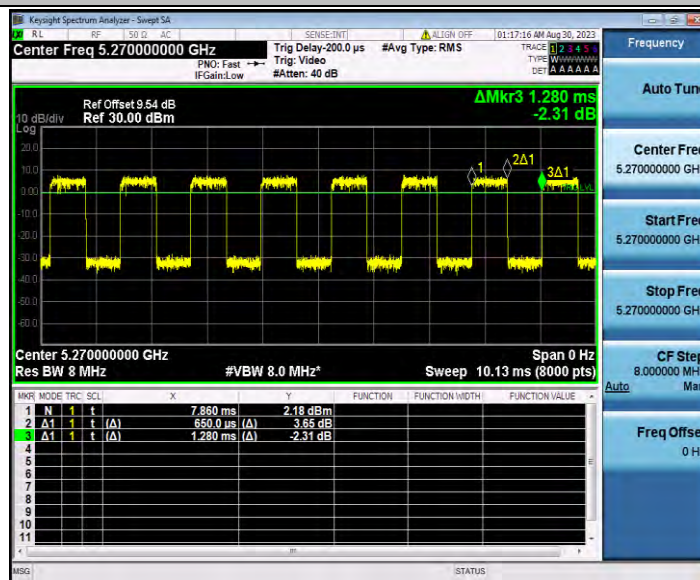 Keysight Spectrum Analyzer - Swept SA
RL RF 50 Ω AC SENSE:INT ALIGN OFF 01:17:16 AM Aug 30, 2023
Center Freq 5.270000000 GHz
PNO: Fast
IFGain:Low
Trig Delay-200.0 µs
Trig: Video
#Atten: 40 dB
#Avg Type: RMS
TRACE 1 2 3 4 5 6
TYPE WWWWWW
DET A A A A A A
Frequency
ΔMkr3 1.280 ms
-2.31 dB
Ref Offset 9.54 dB
10 dB/div Ref 30.00 dBm
Log
20.0
10.0
0.00
-10.0
-20.0
-30.0
-40.0
-50.0
-60.0
1
2Δ1
3Δ1
Center 5.270000000 GHz Span 0 Hz
Res BW 8 MHz #VBW 8.0 MHz* Sweep 10.13 ms (8000 pts)
MKR MODE TRC SCL X Y FUNCTION FUNCTION WIDTH FUNCTION VALUE
1 N 1 t 7.860 ms 2.18 dBm
2 Δ1 1 t (Δ) 650.0 µs (Δ) 3.65 dB
3 Δ1 1 t (Δ) 1.280 ms (Δ) -2.31 dB
4
5
6
7
8
9
10
11
MSG STATUS
Auto Tun
Center Fre
5.270000000 GH
Start Fre
5.270000000 GH
Stop Fre
5.270000000 GH
CF Ste
8.000000 MH
Auto Ma
Freq Offse
0 H